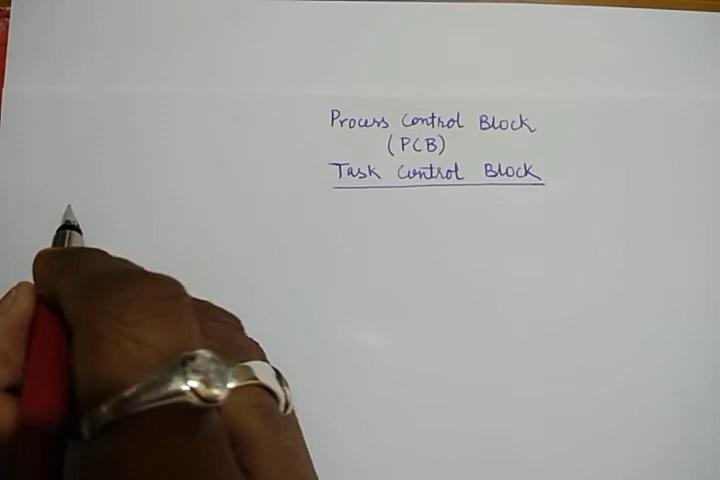 Process Control Block
(PCB)
Task Control Block